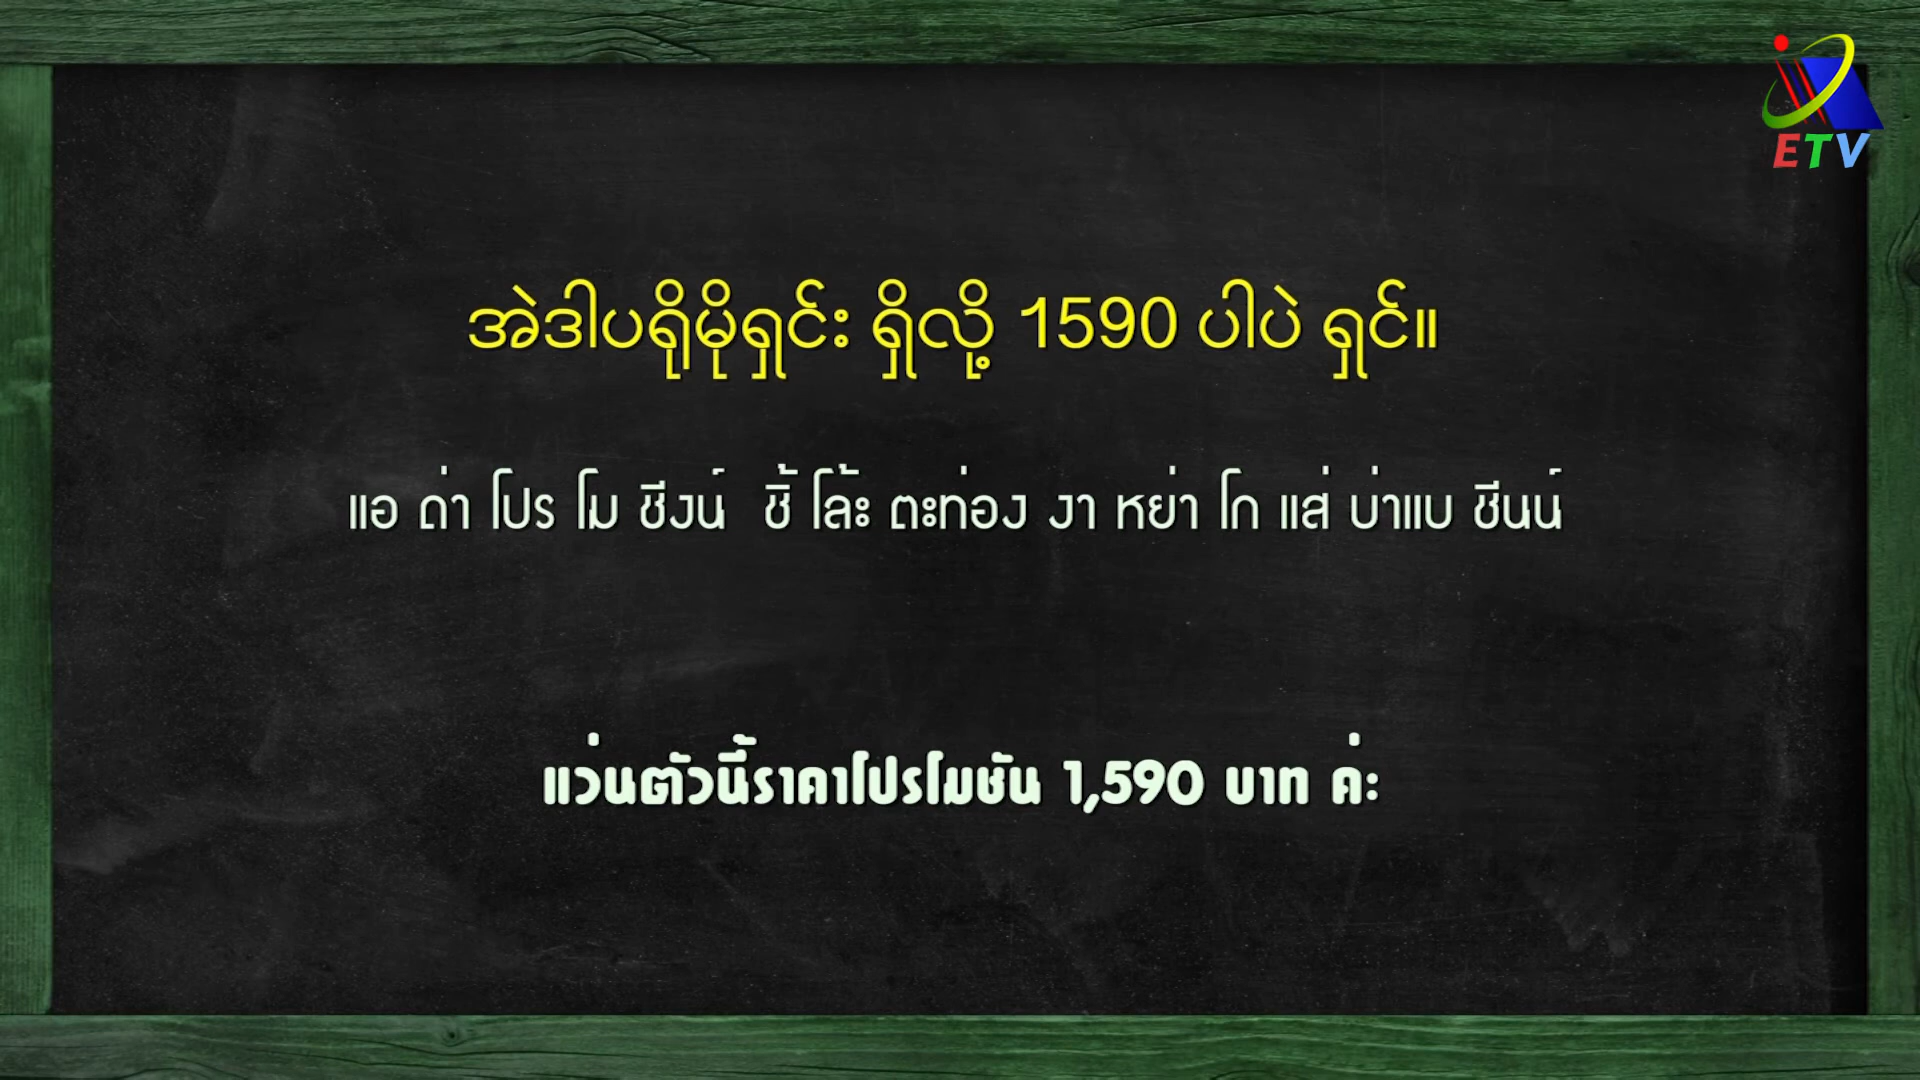 ETV
အဲဒါပရိုမိုရှင်း ရှိလို့ 1590 ပါပဲ ရှင်။
แอ ด่า โปร โม ชีงน์ ชิ้ โล้ะ ตะท่อง งา หย่า โก แส่ บ่าแบ ชีนน์
แว่นตัวนี้ราคาโปรโมชัน 1,590 บาท ค่ะ